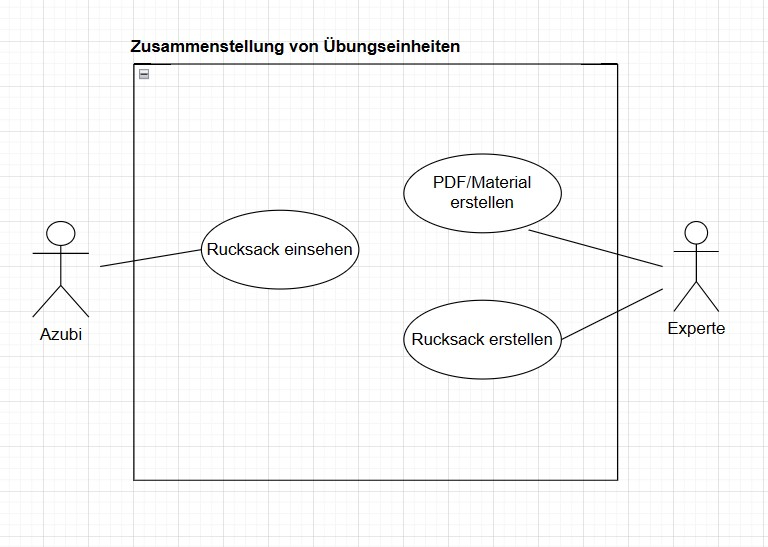 Zusammenstellung von Übungseinheiten
PDF/Material
erstellen
Rucksack einsehen
Azubi
Rucksack erstellen
Experte